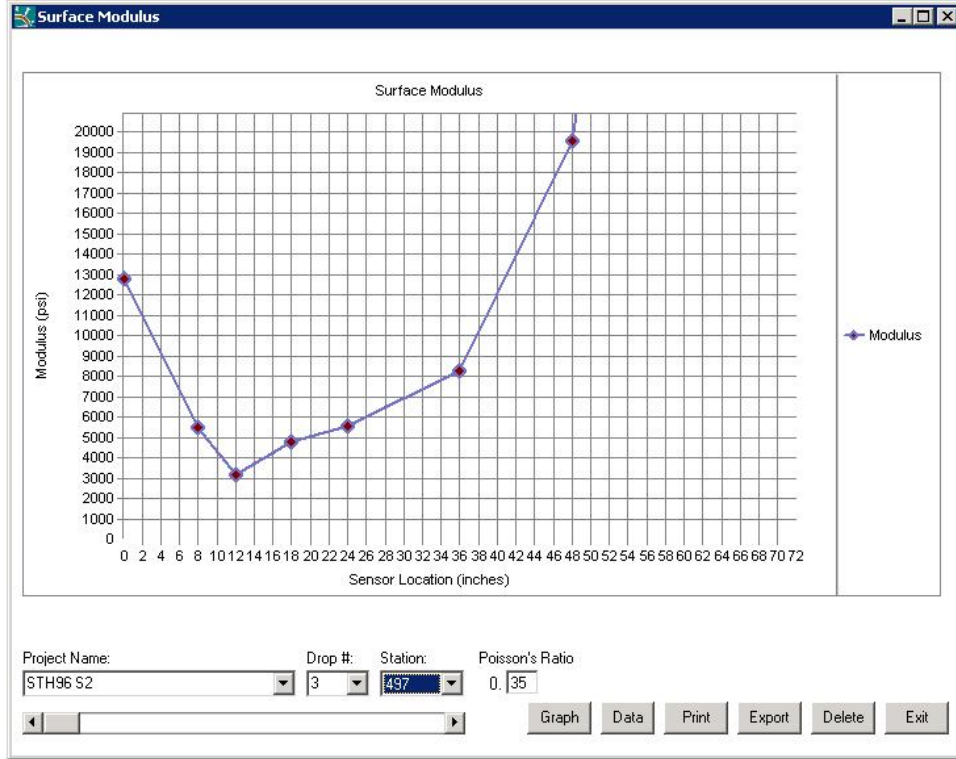 Surface Modulus
Surface Modulus
20000
19000
18000
17000
16000
15000
14000
13000
12000
11000
10000
9000
8000
7000
6000
5000
4000
3000
2000
1000
0
Modulus (psi)
0 2 4 6 8 10 12 14 16 18 20 22 24 26 28 30 32 34 36 38 40 42 44 46 48 50 52 54 56 58 60 62 64 66 68 70 72
Sensor Location (inches)
Modulus
Project Name: Drop #: Station: Poisson's Ratio
STH96 S2 3 497 0. 35
Graph Data Print Export Delete Exit